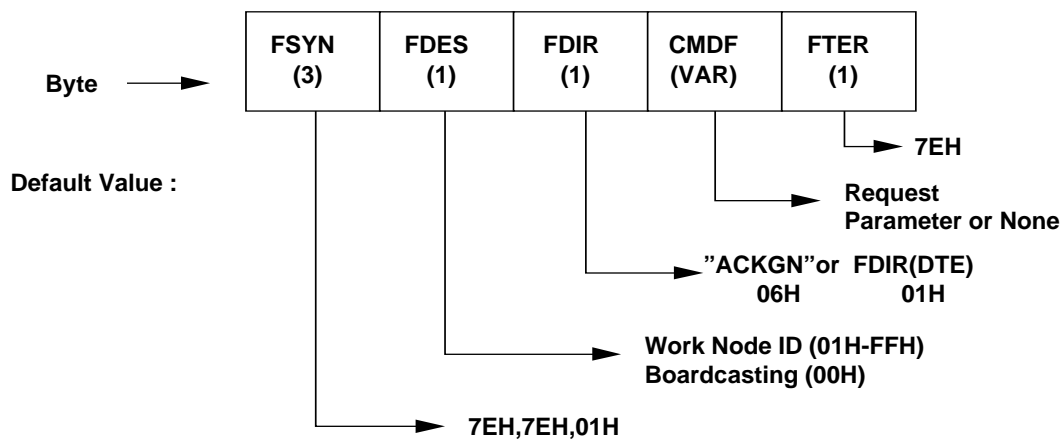 FSYN FDES FDIR CMDF FTER
Byte (3) (1) (1) (VAR) (1)
7EH
Default Value :
Request
Parameter or None
”ACKGN”or FDIR(DTE)
06H 01H
Work Node ID (01H-FFH)
Boardcasting (00H)
7EH,7EH,01H